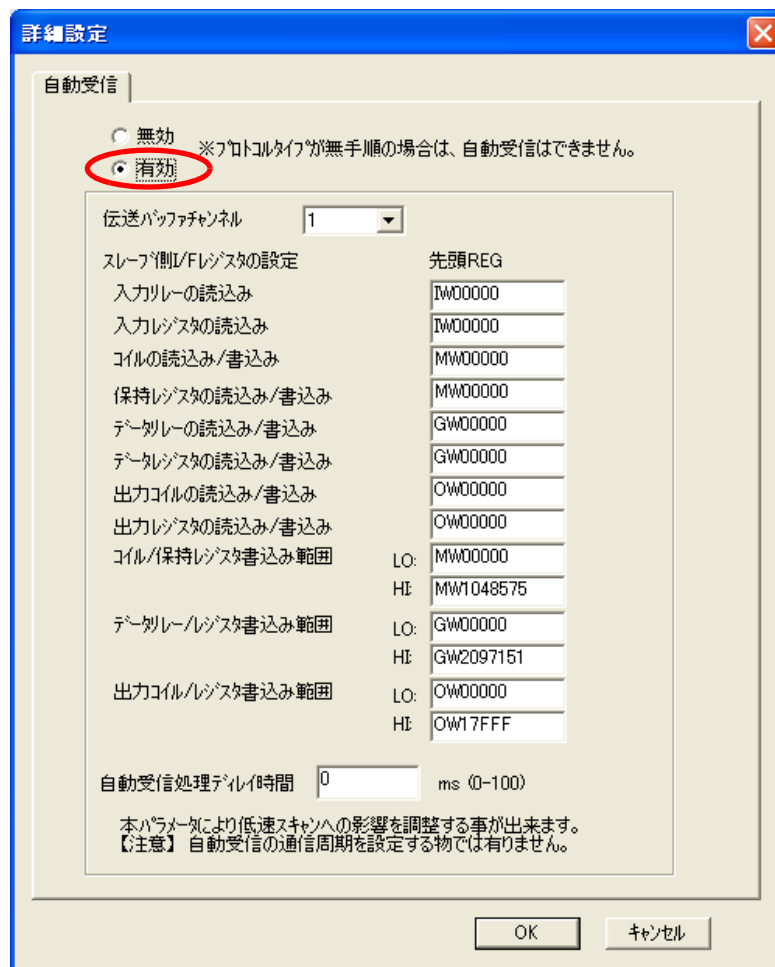 詳細設定
自動受信
無効
※プロトコルタイプが無手順の場合は、自動受信はできません。
有効
伝送バッファチャンネル 1
スレーブ側I/Fレジスタの設定 先頭REG
入力リレーの読込み IW00000
入力レジスタの読込み IW00000
コイルの読込み/書込み MW00000
保持レジスタの読込み/書込み MW00000
データリレーの読込み/書込み GW00000
データレジスタの読込み/書込み GW00000
出力コイルの読込み/書込み OW00000
出力レジスタの読込み/書込み OW00000
コイル/保持レジスタ書込み範囲 LO: MW00000
HI: MW1048575
データリレー/レジスタ書込み範囲 LO: GW00000
HI: GW2097151
出力コイル/レジスタ書込み範囲 LO: OW00000
HI: OW17FFF
自動受信処理ディレイ時間 0 ms (0-100)
本パラメータにより低速スキャンへの影響を調整する事が出来ます。
【注意】 自動受信の通信周期を設定する物では有りません。
OK キャンセル